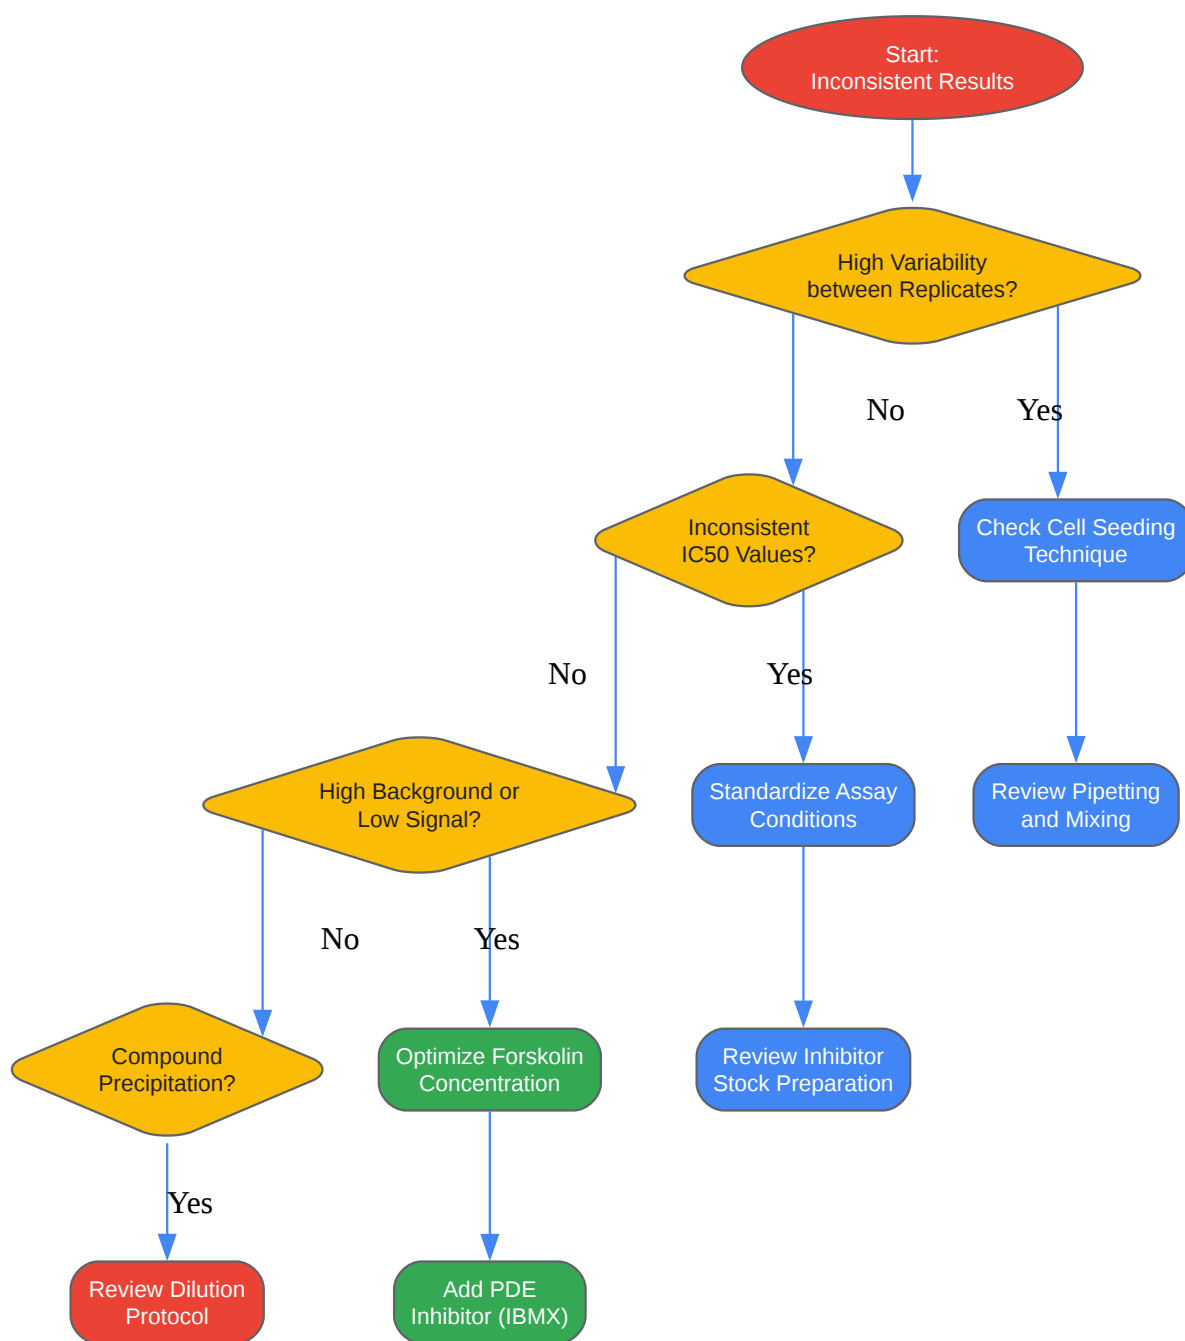 Start:
Inconsistent Results
High Variability
between Replicates?
No
Yes
Inconsistent
IC50 Values?
Check Cell Seeding
Technique
No
Yes
High Background or
Low Signal?
Standardize Assay
Conditions
Review Pipetting
and Mixing
No
Yes
Compound
Precipitation?
Optimize Forskolin
Concentration
Review Inhibitor
Stock Preparation
Yes
Review Dilution
Protocol
Add PDE
Inhibitor (IBMX)